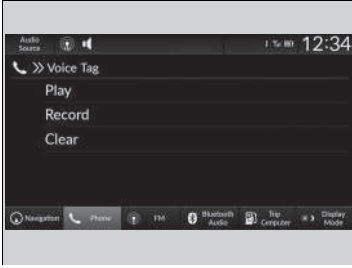 Audio
Source
12:34
Voice Tag
Play
Record
Clear
Navigation Phone FM Bluetooth
Audio Trip
Computer Display
Mode